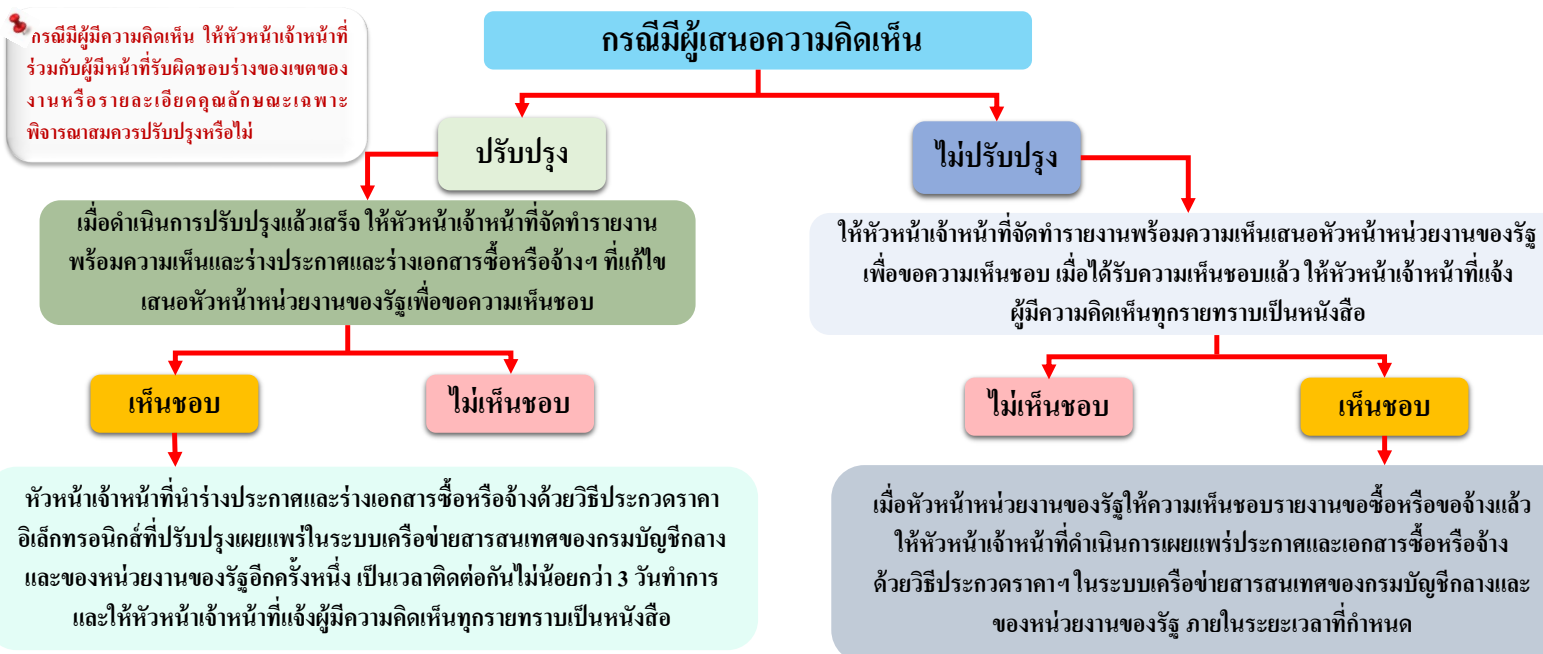 กรณีมีผู้มีความคิดเห็น ให้หัวหน้าเจ้าหน้าที่
ร่วมกับผู้มีหน้าที่รับผิดชอบร่างของเขตของ
งานหรือรายละเอียดคุณลักษณะเฉพาะ
พิจารณาสมควรปรับปรุงหรือไม่
กรณีมีผู้เสนอความคิดเห็น
ปรับปรุง
ไม่ปรับปรุง
เมื่อดำเนินการปรับปรุงแล้วเสร็จ ให้หัวหน้าเจ้าหน้าที่จัดทำรายงาน
พร้อมความเห็นและร่างประกาศและร่างเอกสารซื้อหรือจ้างฯ ที่แก้ไข
เสนอหัวหน้าหน่วยงานของรัฐเพื่อขอความเห็นชอบ
ให้หัวหน้าเจ้าหน้าที่จัดทำรายงานพร้อมความเห็นเสนอหัวหน้าหน่วยงานของรัฐ
เพื่อขอความเห็นชอบ เมื่อได้รับความเห็นชอบแล้ว ให้หัวหน้าเจ้าหน้าที่แจ้ง
ผู้มีความคิดเห็นทุกรายทราบเป็นหนังสือ
เห็นชอบ
ไม่เห็นชอบ
ไม่เห็นชอบ
เห็นชอบ
หัวหน้าเจ้าหน้าที่นำร่างประกาศและร่างเอกสารซื้อหรือจ้างด้วยวิธีประกวดราคา
อิเล็กทรอนิกส์ที่ปรับปรุงเผยแพร่ในระบบเครือข่ายสารสนเทศของกรมบัญชีกลาง
และของหน่วยงานของรัฐอีกครั้งหนึ่ง เป็นเวลาติดต่อกันไม่น้อยกว่า 3 วันทำการ
และให้หัวหน้าเจ้าหน้าที่แจ้งผู้มีความคิดเห็นทุกรายทราบเป็นหนังสือ
เมื่อหัวหน้าหน่วยงานของรัฐให้ความเห็นชอบรายงานขอซื้อหรือขอจ้างแล้ว
ให้หัวหน้าเจ้าหน้าที่ดำเนินการเผยแพร่ประกาศและเอกสารซื้อหรือจ้าง
ด้วยวิธีประกวดราคาฯ ในระบบเครือข่ายสารสนเทศของกรมบัญชีกลางและ
ของหน่วยงานของรัฐ ภายในระยะเวลาที่กำหนด